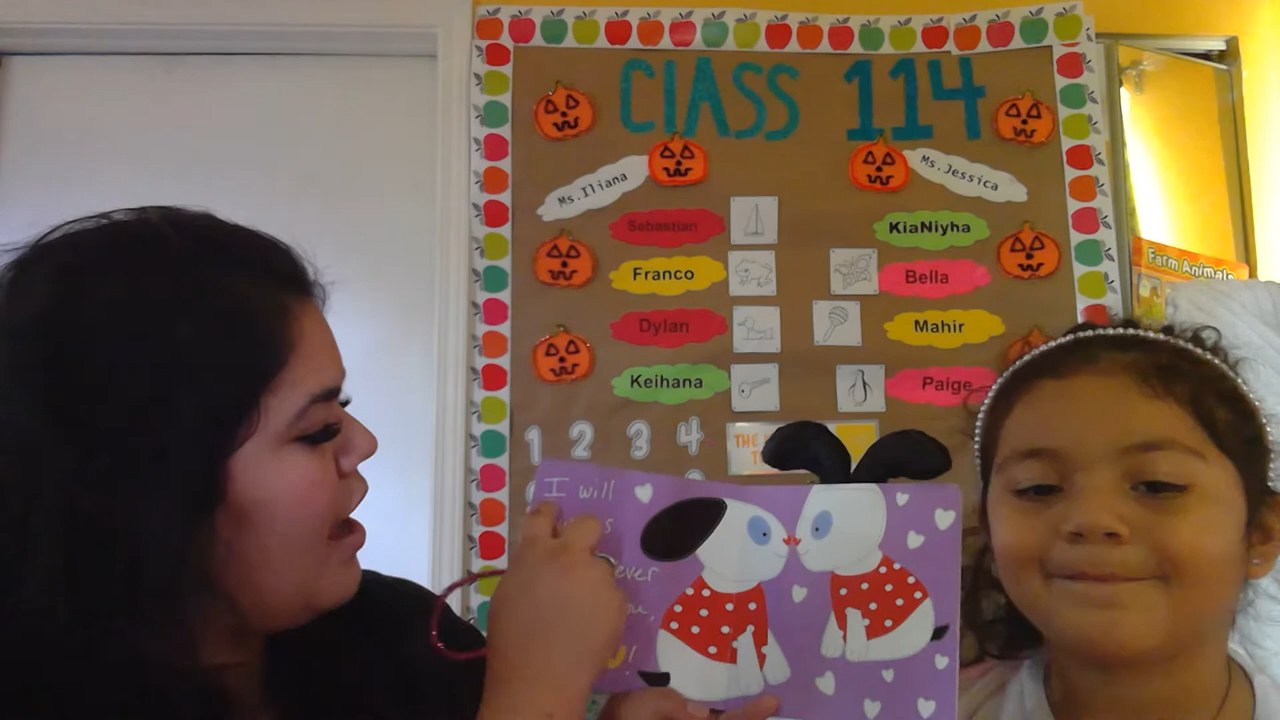 CLASS 114
Ms. Iliana
Ms. Jessica
Sebastian
KiaNiyha
Franco
Bella
Dylan
Mahir
Keihana
Paige
Farm Animals
1 2 3 4
THE
I will
ever